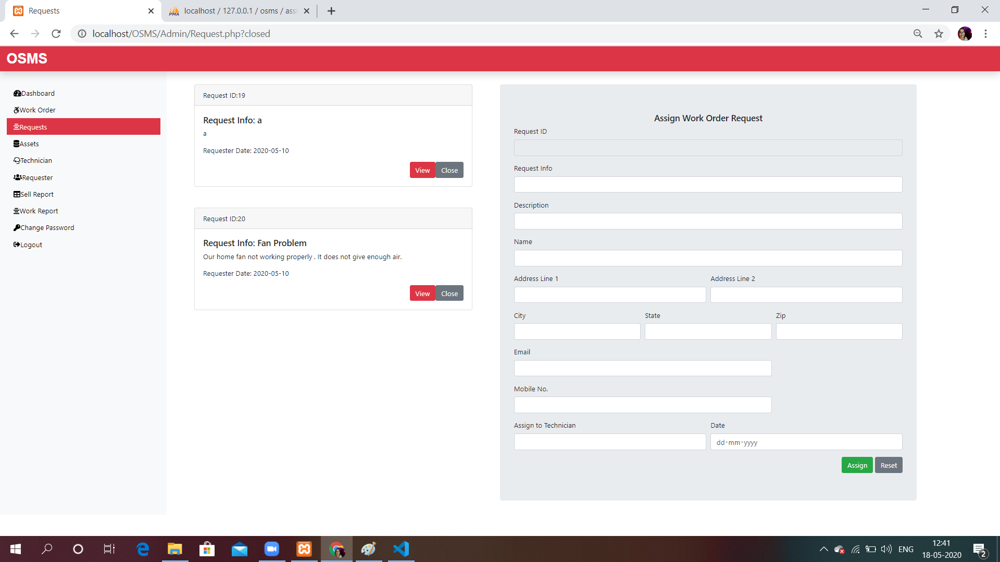 Requests
localhost / 127.0.0.1 / osms / assi
localhost/OSMS/Admin/Request.php?closed
OSMS
Dashboard
Work Order
Requests
Assets
Technician
Requester
Sell Report
Work Report
Change Password
Logout
Request ID:19
Request Info: a
a
Requester Date: 2020-05-10
View Close
Request ID:20
Request Info: Fan Problem
Our home fan not working properly . It does not give enough air.
Requester Date: 2020-05-10
View Close
Assign Work Order Request
Request ID
Request Info
Description
Name
Address Line 1 Address Line 2
City State Zip
Email
Mobile No.
Assign to Technician Date
dd-mm-yyyy
Assign Reset
ENG
12:41
18-05-2020
2
PMA